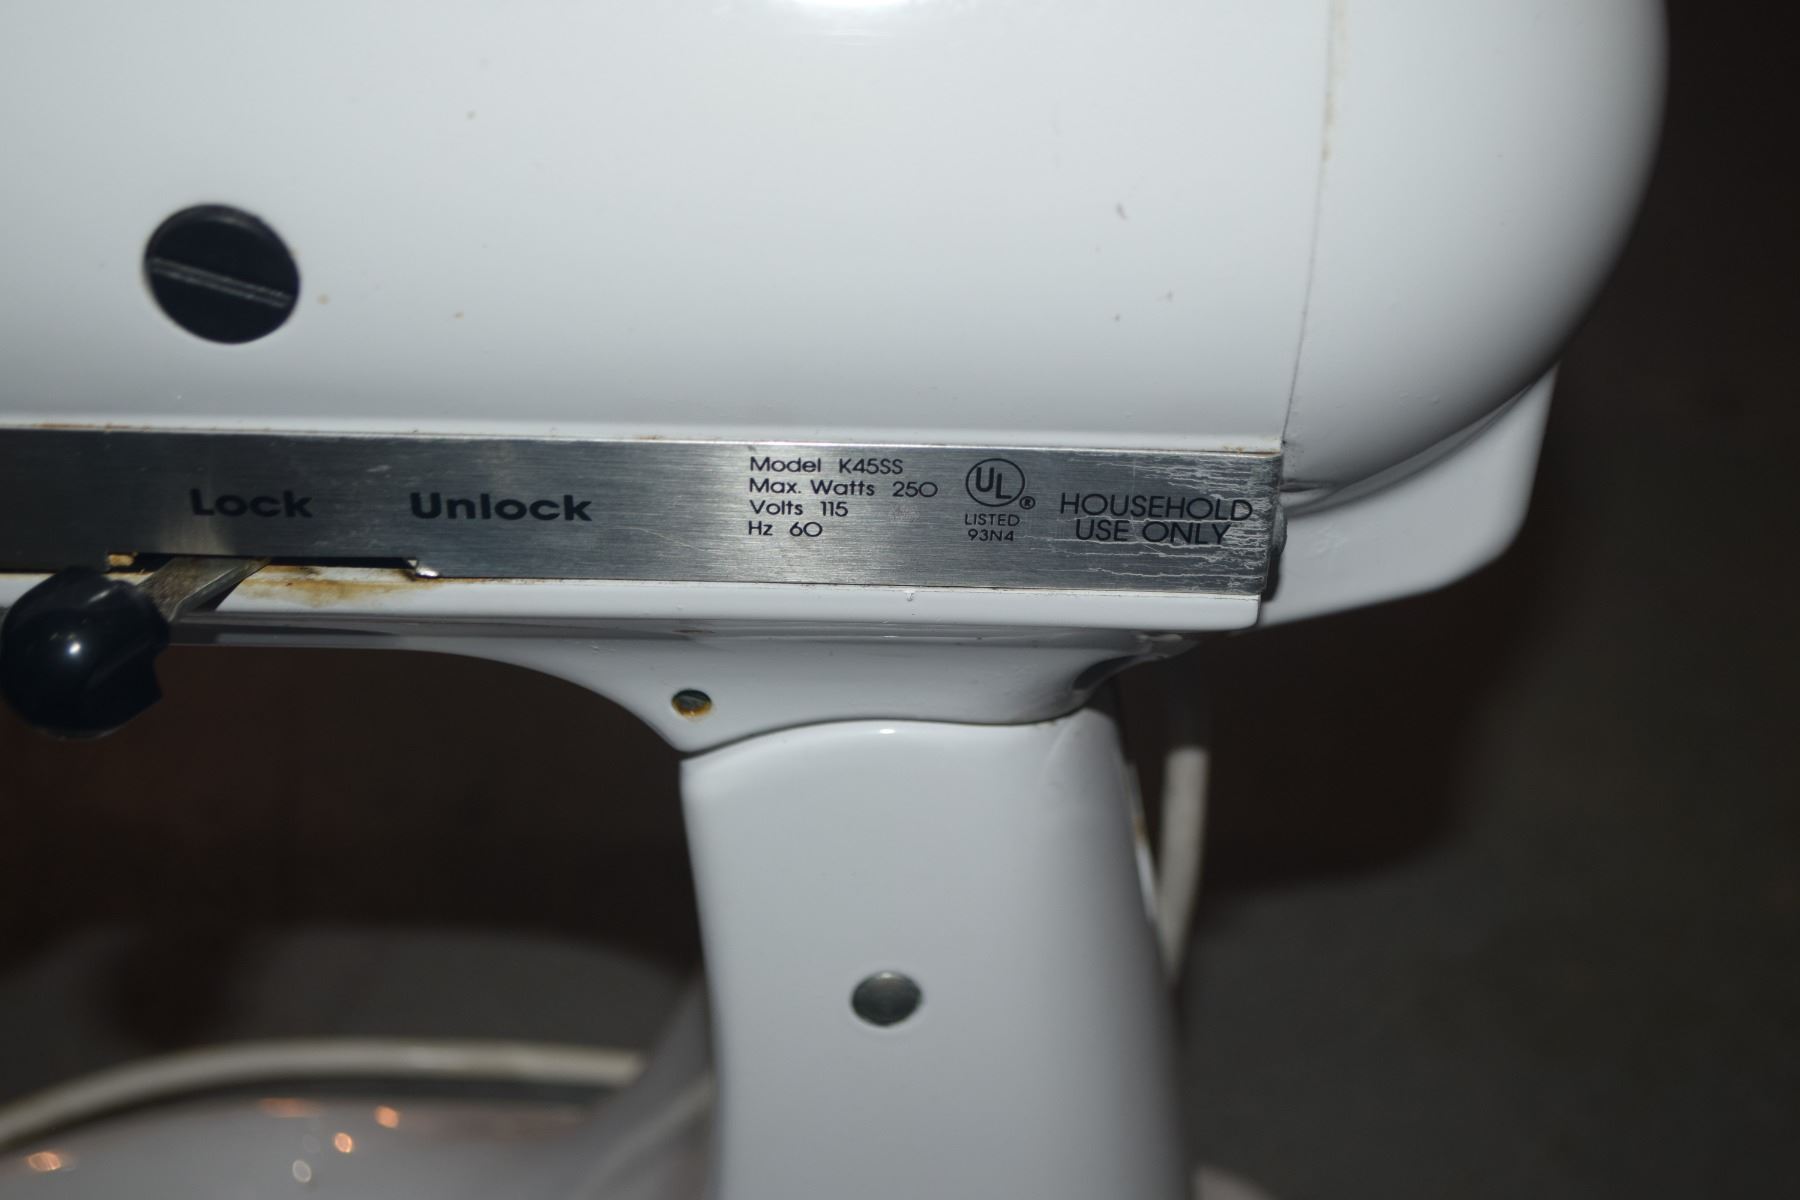 Lock Unlock
Model K45SS
Max. Watts 250
Volts 115
Hz 60
UL ®
LISTED
93N4
HOUSEHOLD
USE ONLY